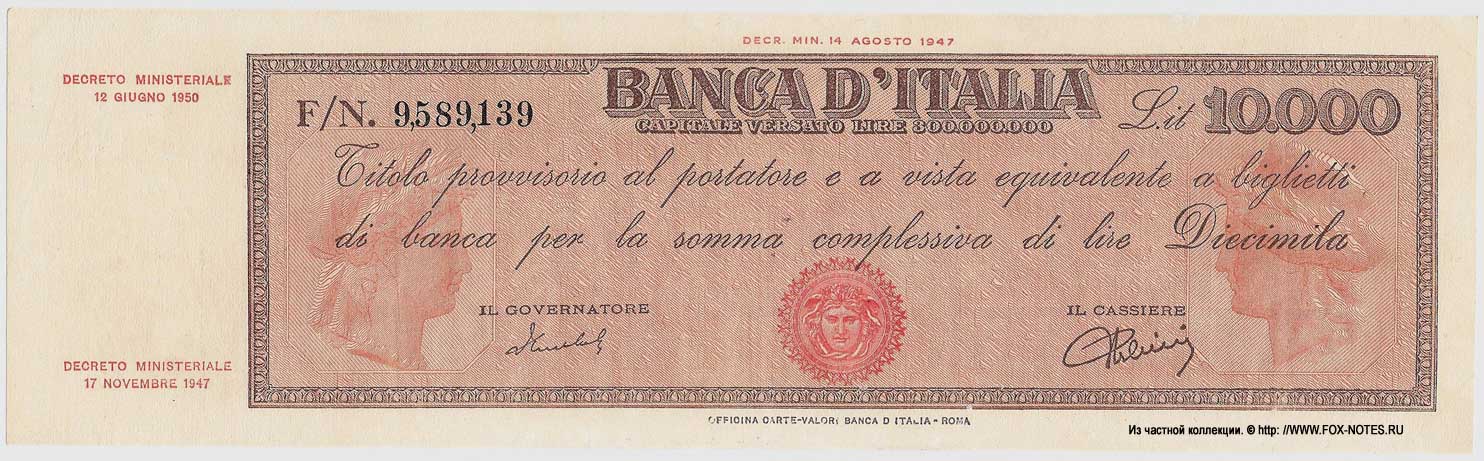 DECR. MIN. 14 AGOSTO 1947
DECRETO MINISTERIALE
12 GIUGNO 1950
BANCA D'ITALIA
CAPITALE VERSATO LIRE 300.000.000
F/N. 9,589,139
L.it 10.000
Titolo provvisorio al portatore e a vista equivalente a biglietti
di banca per la somma complessiva di lire Diecimila
IL GOVERNATORE
IL CASSIERE
DECRETO MINISTERIALE
17 NOVEMBRE 1947
OFFICINA CARTE-VALORI BANCA D ITALIA - ROMA
Из частной коллекции. © http: //WWW.FOX-NOTES.RU